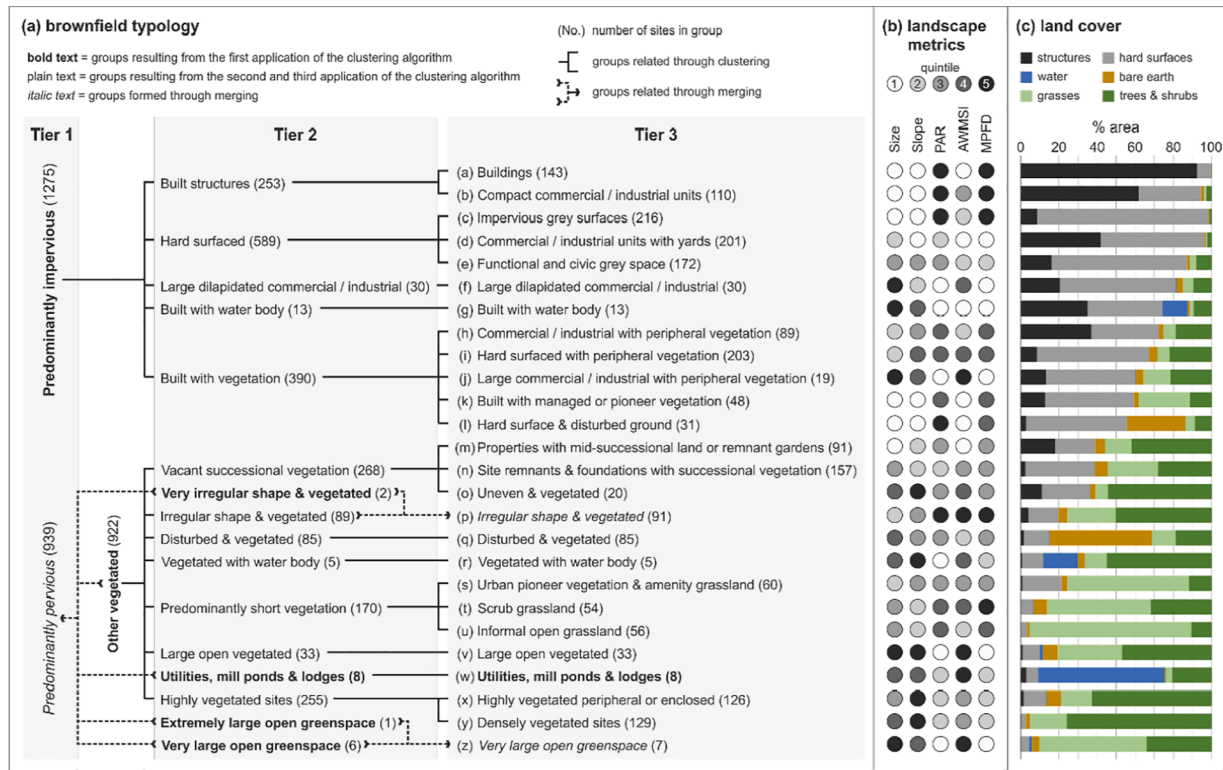 (a) brownfield typology
bold text = groups resulting from the first application of the clustering algorithm
plain text = groups resulting from the second and third application of the clustering algorithm
italic text = groups formed through merging
(No.) number of sites in group
groups related through clustering
groups related through merging
Tier 1
Tier 2
Tier 3
Predominantly impervious (1275)
Predominantly pervious (939)
Other vegetated (922)
Built structures (253)
Hard surfaced (589)
Large dilapidated commercial / industrial (30)
Built with water body (13)
Built with vegetation (390)
Vacant successional vegetation (268)
Very irregular shape & vegetated (2)
Irregular shape & vegetated (89)
Disturbed & vegetated (85)
Vegetated with water body (5)
Predominantly short vegetation (170)
Large open vegetated (33)
Utilities, mill ponds & lodges (8)
Highly vegetated sites (255)
Extremely large open greenspace (1)
Very large open greenspace (6)
(a) Buildings (143)
(b) Compact commercial / industrial units (110)
(c) Impervious grey surfaces (216)
(d) Commercial / industrial units with yards (201)
(e) Functional and civic grey space (172)
(f) Large dilapidated commercial / industrial (30)
(g) Built with water body (13)
(h) Commercial / industrial with peripheral vegetation (89)
(i) Hard surfaced with peripheral vegetation (203)
(j) Large commercial / industrial with peripheral vegetation (19)
(k) Built with managed or pioneer vegetation (48)
(l) Hard surface & disturbed ground (31)
(m) Properties with mid-successional land or remnant gardens (91)
(n) Site remnants & foundations with successional vegetation (157)
(o) Uneven & vegetated (20)
(p) Irregular shape & vegetated (91)
(q) Disturbed & vegetated (85)
(r) Vegetated with water body (5)
(s) Urban pioneer vegetation & amenity grassland (60)
(t) Scrub grassland (54)
(u) Informal open grassland (56)
(v) Large open vegetated (33)
(w) Utilities, mill ponds & lodges (8)
(x) Highly vegetated peripheral or enclosed (126)
(y) Densely vegetated sites (129)
(z) Very large open greenspace (7)
(b) landscape
metrics
quintile
1 2 3 4 5
Size
Slope
PAR
AWMSI
MPFD
(c) land cover
structures
hard surfaces
water
bare earth
grasses
trees & shrubs
% area
0 20 40 60 80 100